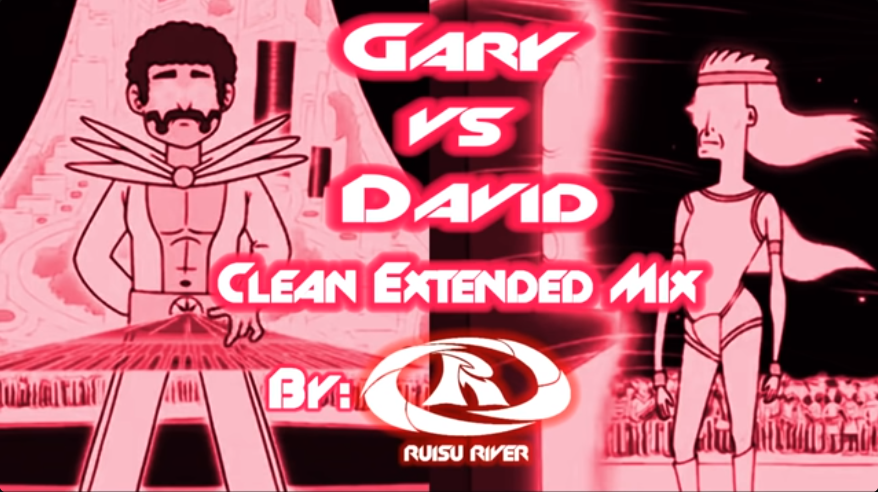 Gary
vs
David
Clean Extended Mix
By: R
RUISU RIVER